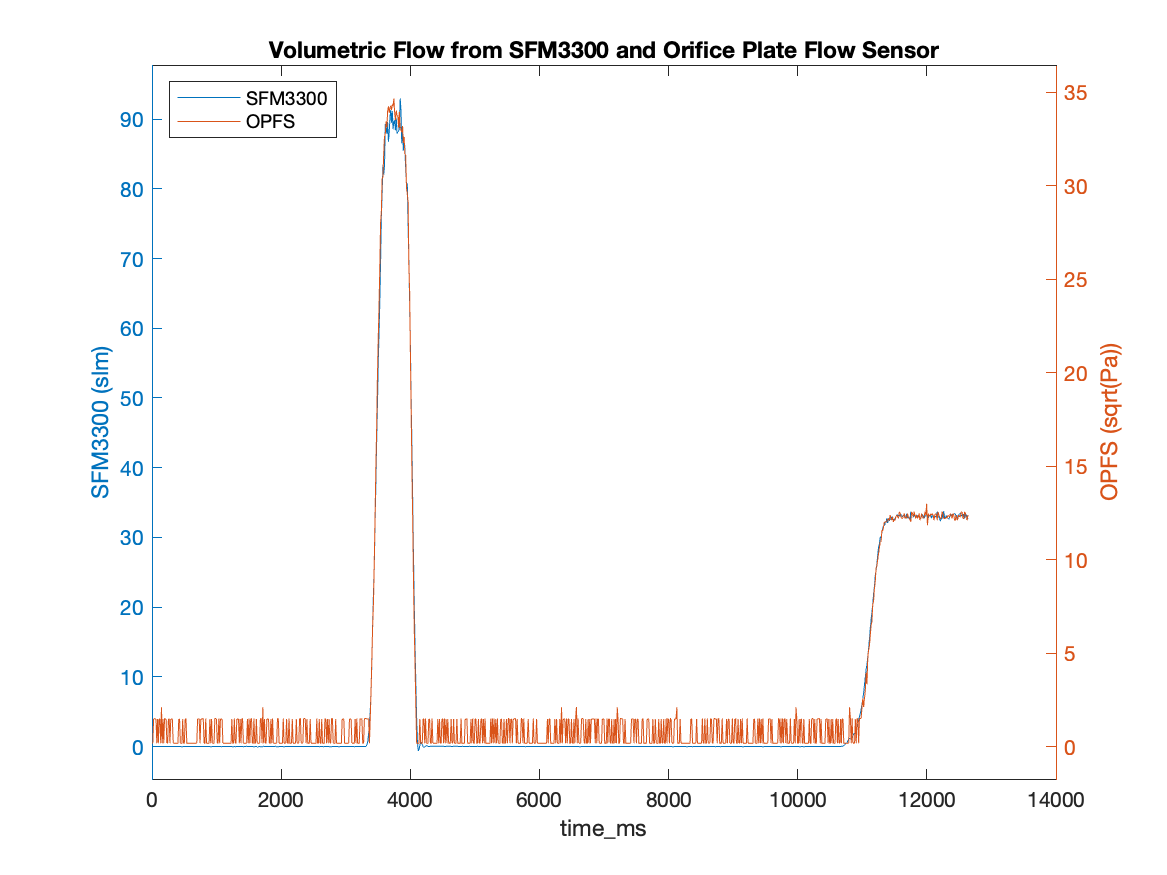 Volumetric Flow from SFM3300 and Orifice Plate Flow Sensor
SFM3300
OPFS
90
80
70
60
50
40
30
20
10
0
SFM3300 (slm)
35
30
25
20
15
10
5
0
OPFS (sqrt(Pa))
0 2000 4000 6000 8000 10000 12000 14000
time_ms